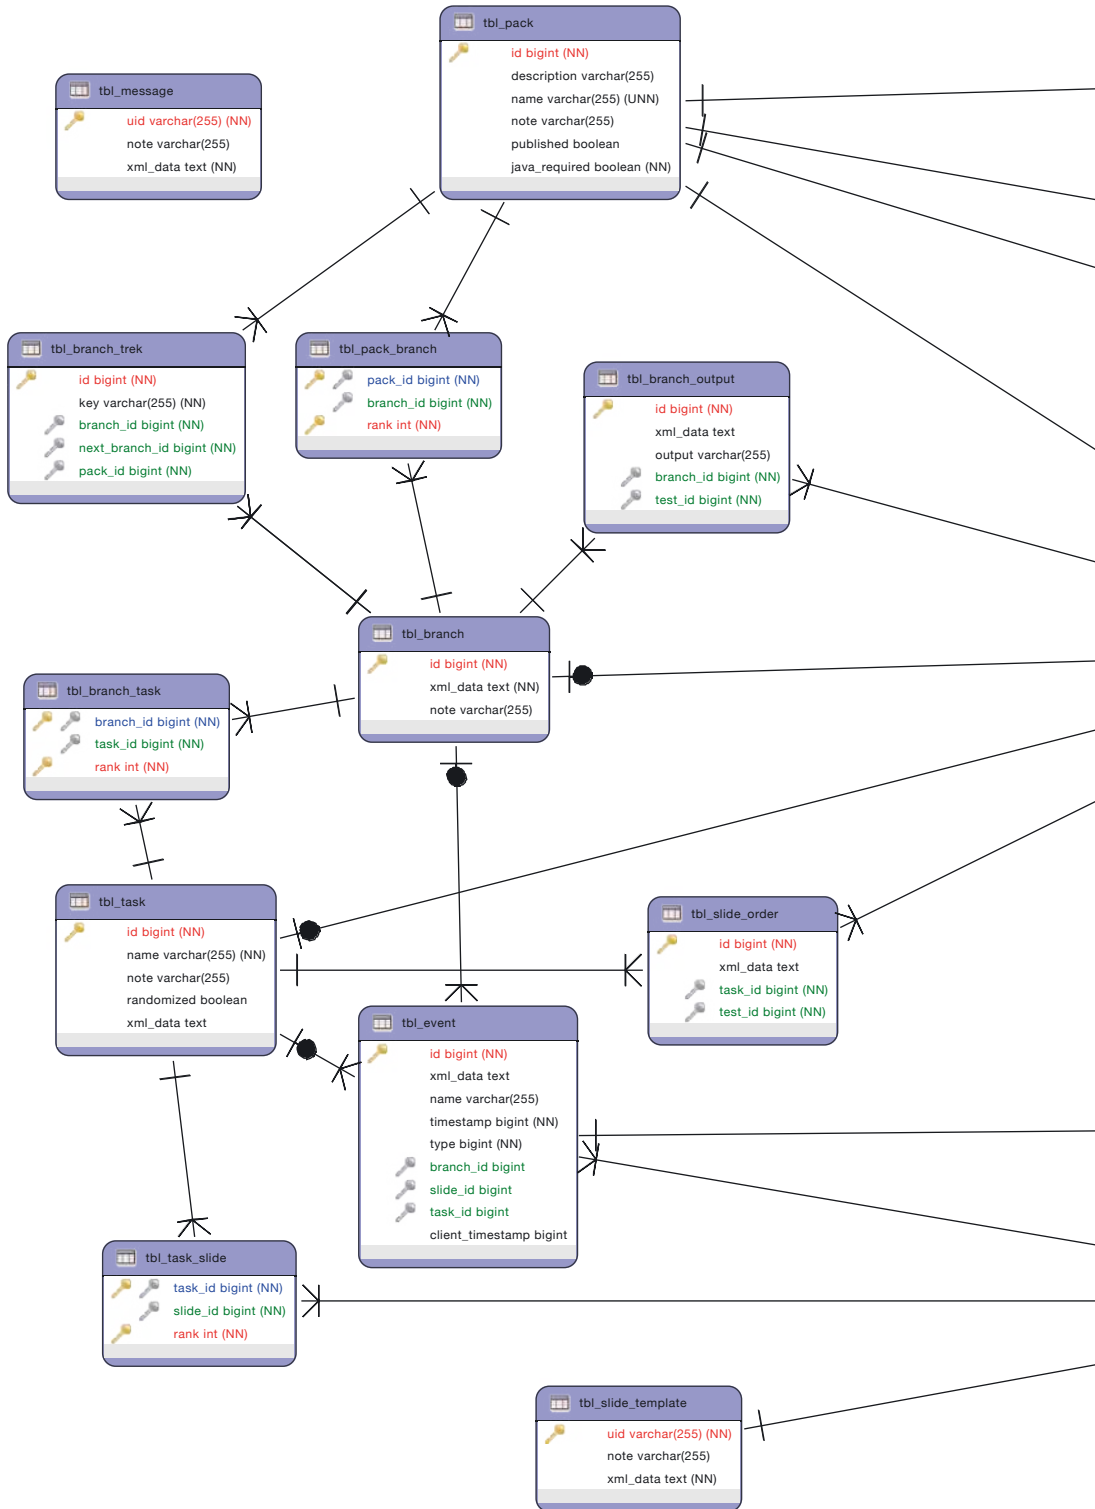 tbl_pack
id bigint (NN)
description varchar(255)
name varchar(255) (UNN)
note varchar(255)
published boolean
java_required boolean (NN)
tbl_message
uid varchar(255) (NN)
note varchar(255)
xml_data text (NN)
tbl_branch_trek
id bigint (NN)
key varchar(255) (NN)
branch_id bigint (NN)
next_branch_id bigint (NN)
pack_id bigint (NN)
tbl_pack_branch
pack_id bigint (NN)
branch_id bigint (NN)
rank int (NN)
tbl_branch_output
id bigint (NN)
xml_data text
output varchar(255)
branch_id bigint (NN)
test_id bigint (NN)
tbl_branch
id bigint (NN)
xml_data text (NN)
note varchar(255)
tbl_branch_task
branch_id bigint (NN)
task_id bigint (NN)
rank int (NN)
tbl_task
id bigint (NN)
name varchar(255) (NN)
note varchar(255)
randomized boolean
xml_data text
tbl_slide_order
id bigint (NN)
xml_data text
task_id bigint (NN)
test_id bigint (NN)
tbl_event
id bigint (NN)
xml_data text
name varchar(255)
timestamp bigint (NN)
type bigint (NN)
branch_id bigint
slide_id bigint
task_id bigint
client_timestamp bigint
tbl_task_slide
task_id bigint (NN)
slide_id bigint (NN)
rank int (NN)
tbl_slide_template
uid varchar(255) (NN)
note varchar(255)
xml_data text (NN)